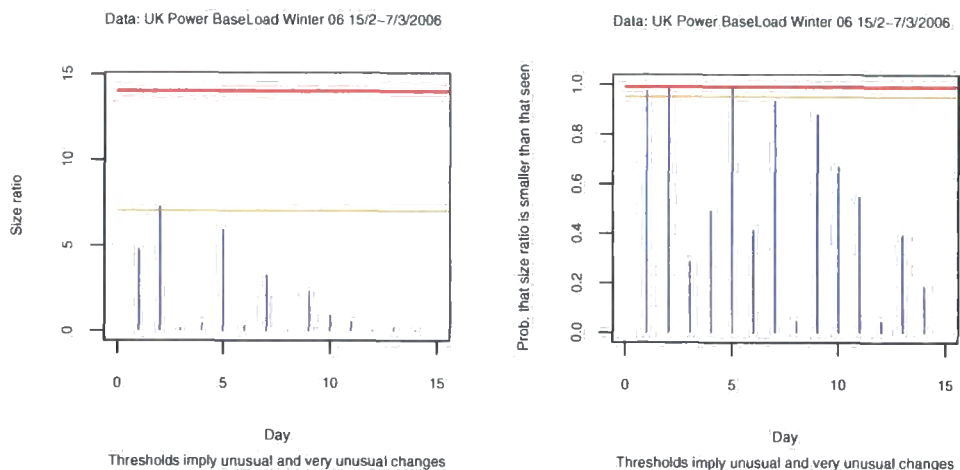 Data: UK Power BaseLoad Winter 06 15/2–7/3/2006
Size ratio
15
10
5
0
0 5 10 15
Day
Thresholds imply unusual and very unusual changes
Data: UK Power BaseLoad Winter 06 15/2–7/3/2006
Prob. that size ratio is smaller than that seen
1.0
0.8
0.6
0.4
0.2
0.0
0 5 10 15
Day
Thresholds imply unusual and very unusual changes